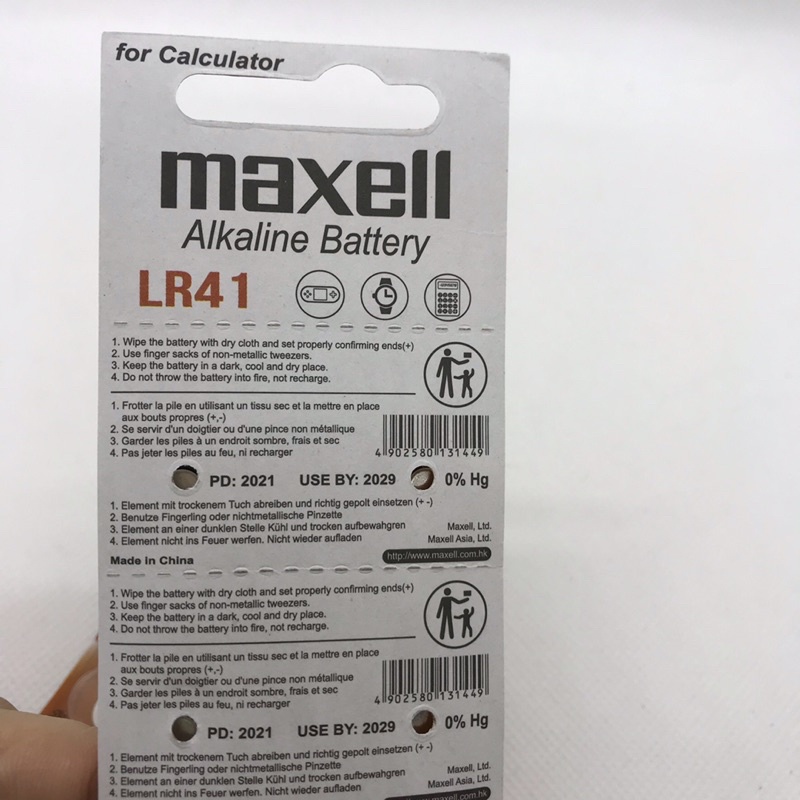 for Calculator
maxell
Alkaline Battery
LR41
1. Wipe the battery with dry cloth and set properly confirming ends(+)
2. Use finger sacks of non-metallic tweezers.
3. Keep the battery in a dark, cool and dry place.
4. Do not throw the battery into fire, not recharge.
1. Frotter la pile en utilisant un tissu sec et la mettre en place
aux bouts propres (+,-)
2. Se servir d'un doigtier ou d'une pince non métallique
3. Garder les piles à un endroit sombre, frais et sec
4. Pas jeter les piles au feu, ni recharger
4 902580 131449
PD: 2021 USE BY: 2029 0% Hg
1. Element mit trockenem Tuch abreiben und richtig gepolt einsetzen (+ -)
2. Benutze Fingerling oder nichtmetallische Pinzette
3. Element an einer dunklen Stelle Kühl und trocken aufbewahgren
4. Element nicht ins Feuer werfen. Nicht wieder aufladen
Maxell, Ltd.
Maxell Asia, Ltd.
Made in China
http://www.maxell.com.hk
1. Wipe the battery with dry cloth and set properly confirming ends(+)
2. Use finger sacks of non-metallic tweezers.
3. Keep the battery in a dark, cool and dry place.
4. Do not throw the battery into fire, not recharge.
1. Frotter la pile en utilisant un tissu sec et la mettre en place
aux bouts propres (+,-)
2. Se servir d'un doigtier ou d'une pince non métallique
3. Garder les piles à un endroit sombre, frais et sec
4. Pas jeter les piles au feu, ni recharger
4 902580 131449
PD: 2021 USE BY: 2029 0% Hg
1. Element mit trockenem Tuch abreiben und richtig gepolt einsetzen (+ -)
2. Benutze Fingerling oder nichtmetallische Pinzette
3. Element an einer dunklen Stelle Kühl und trocken aufbewahgren
4. Element nicht ins Feuer werfen. Nicht wieder aufladen
Maxell, Ltd.
Maxell Asia, Ltd.
http://www.maxell.com.hk